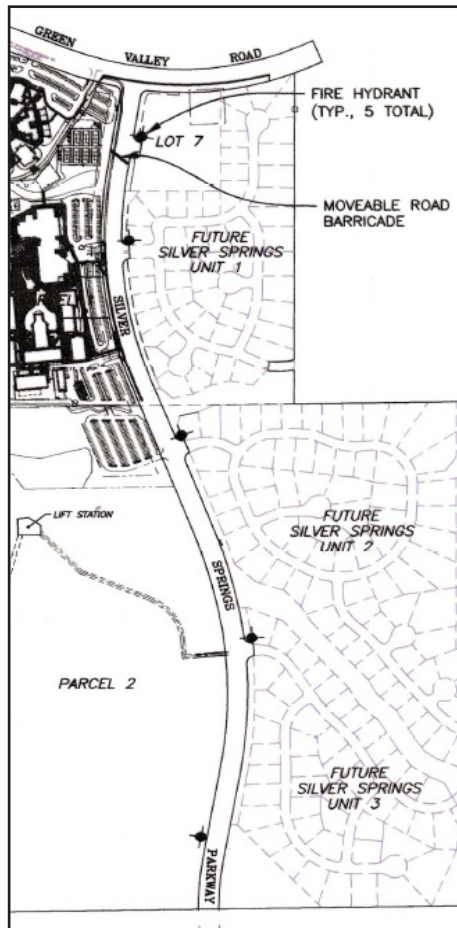 GREEN VALLEY ROAD
FIRE HYDRANT
(TYP., 5 TOTAL)
LOT 7
MOVEABLE ROAD
BARRICADE
FUTURE
SILVER SPRINGS
UNIT 1
SILVER
FUTURE
SILVER SPRINGS
UNIT 2
LIFT STATION
SPRINGS
PARCEL 2
FUTURE
SILVER SPRINGS
UNIT 3
PARKWAY